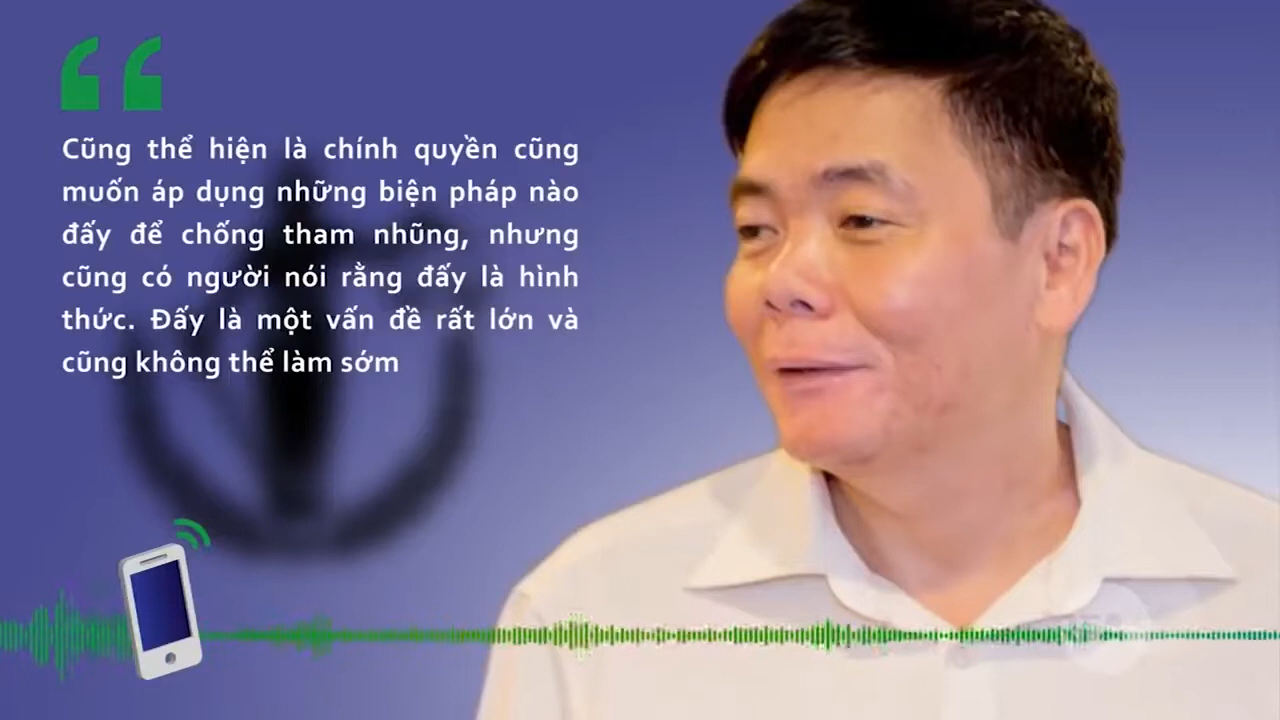 Cũng thể hiện là chính quyền cũng
muốn áp dụng những biện pháp nào
đấy để chống tham nhũng, nhưng
cũng có người nói rằng đấy là hình
thức. Đấy là một vấn đề rất lớn và
cũng không thể làm sớm